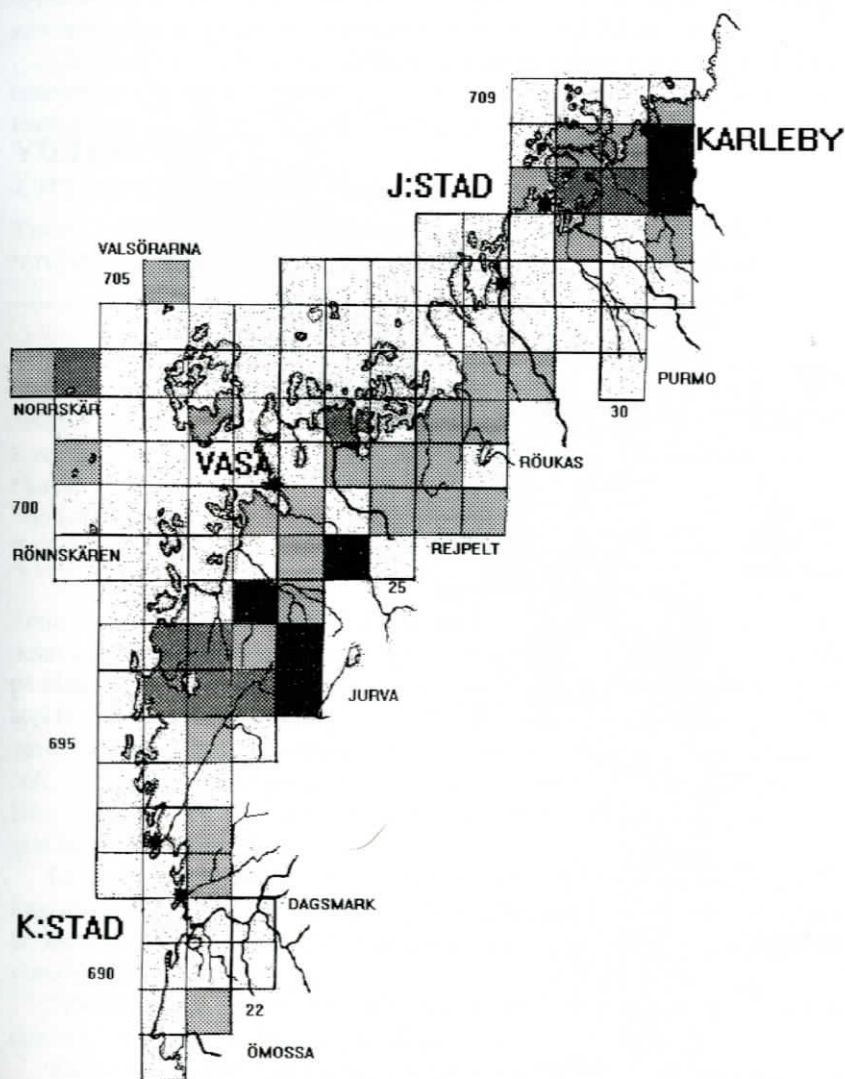 709
KARLEBY
J:STAD
VALSÖRARNA
705
PURMO
NORRSKÄR
30
VASA
RÖUKAS
700
RÖNNSKÄREN
REJPELT
25
JURVA
695
DAGSMARK
K:STAD
690
22
ÖMOSSA